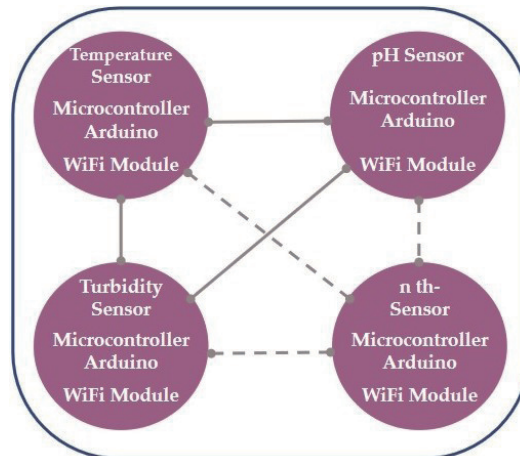 Temperature
Sensor
Microcontroller
Arduino
WiFi Module
pH Sensor
Microcontroller
Arduino
WiFi Module
Turbidity
Sensor
Microcontroller
Arduino
WiFi Module
n th-
Sensor
Microcontroller
Arduino
WiFi Module